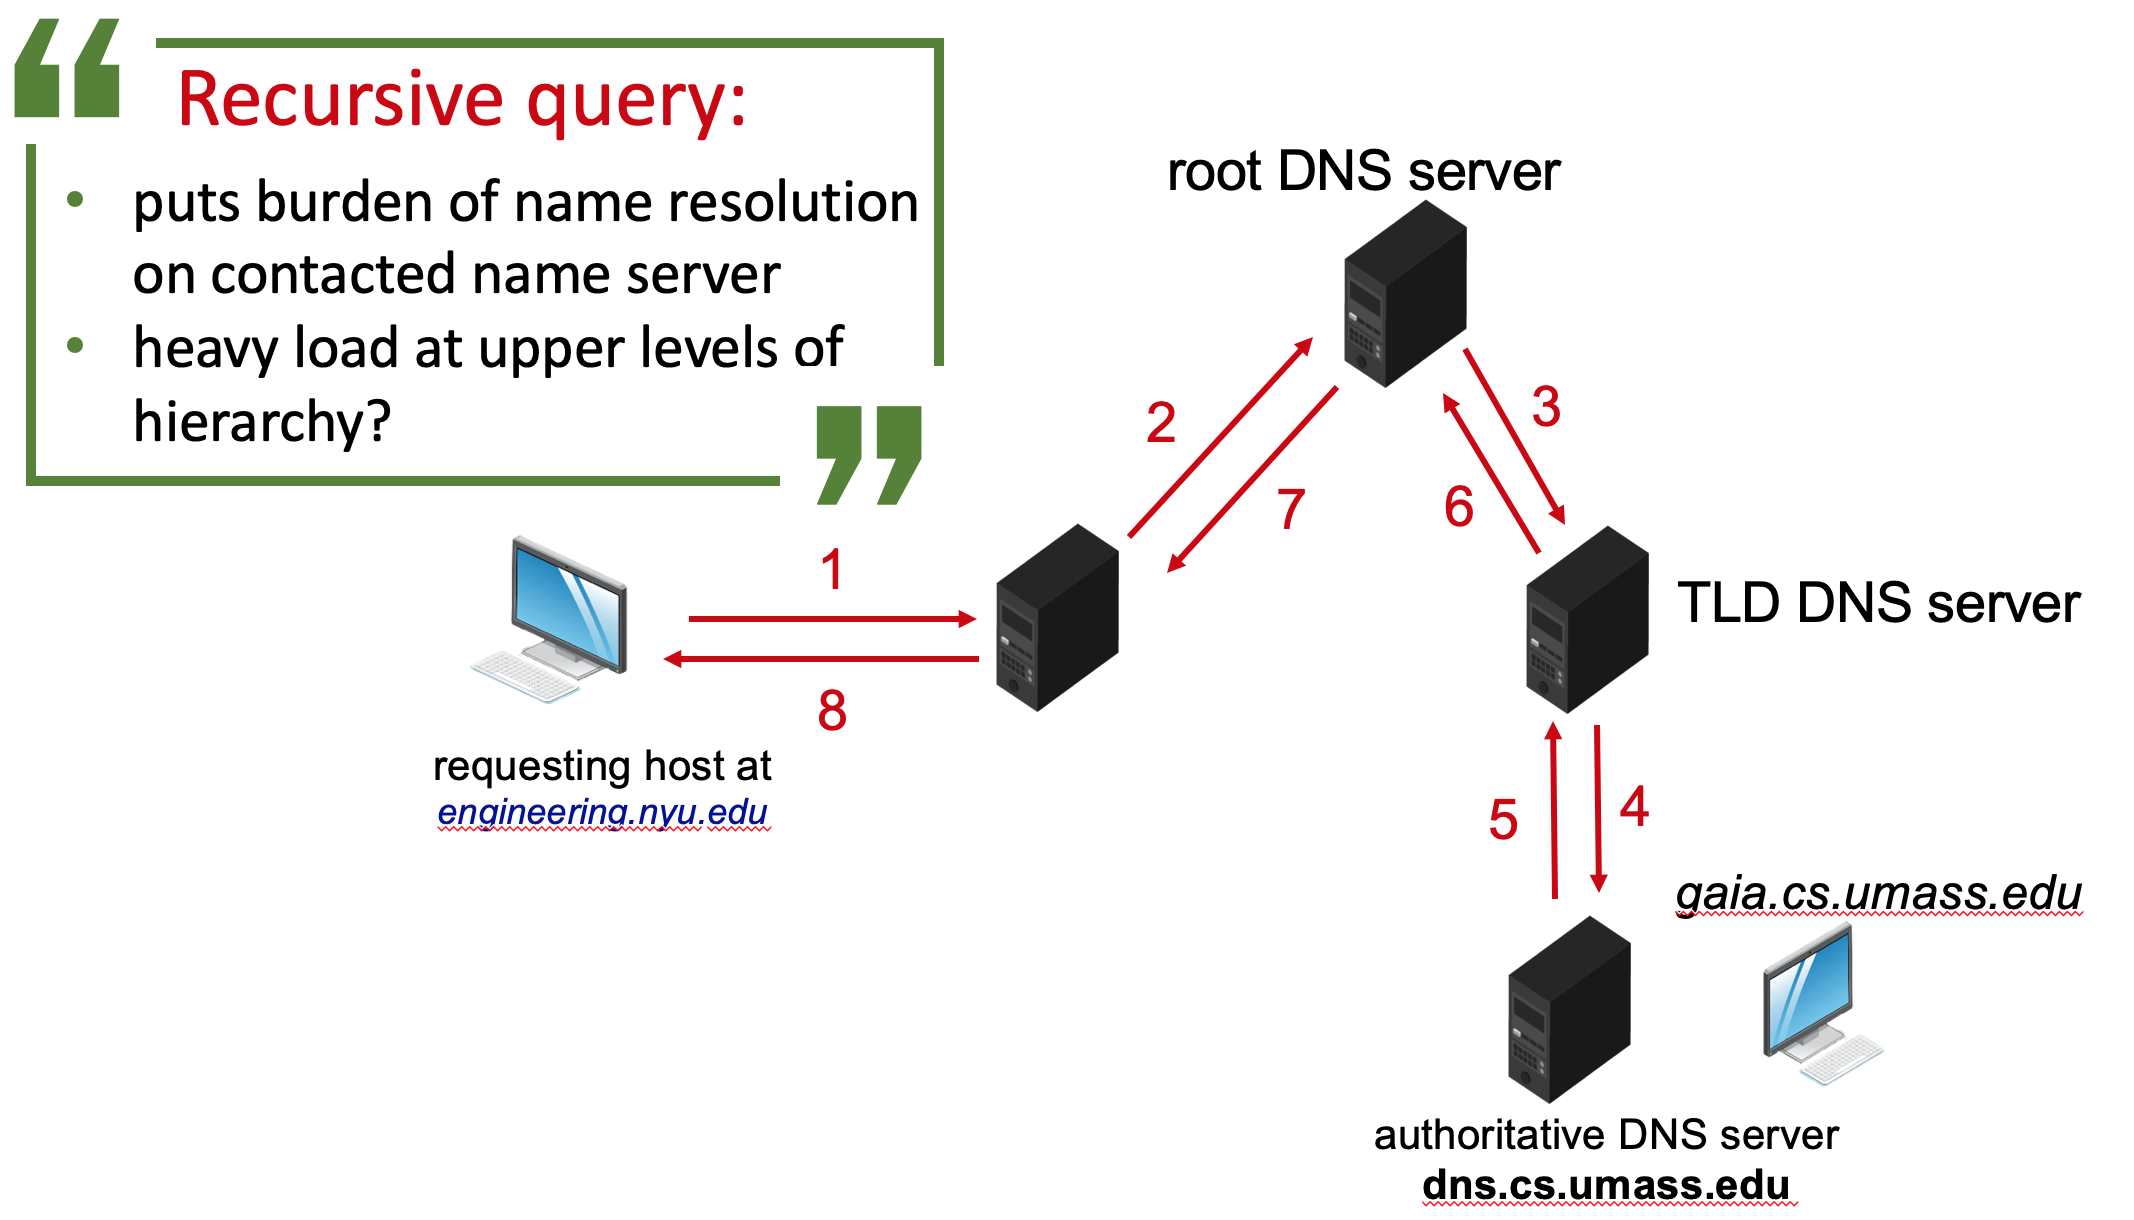 “
Recursive query:
• puts burden of name resolution
on contacted name server
• heavy load at upper levels of
hierarchy?
”
root DNS server
2
7
3
6
1
8
TLD DNS server
requesting host at
engineering.nyu.edu
5
4
gaia.cs.umass.edu
authoritative DNS server
dns.cs.umass.edu